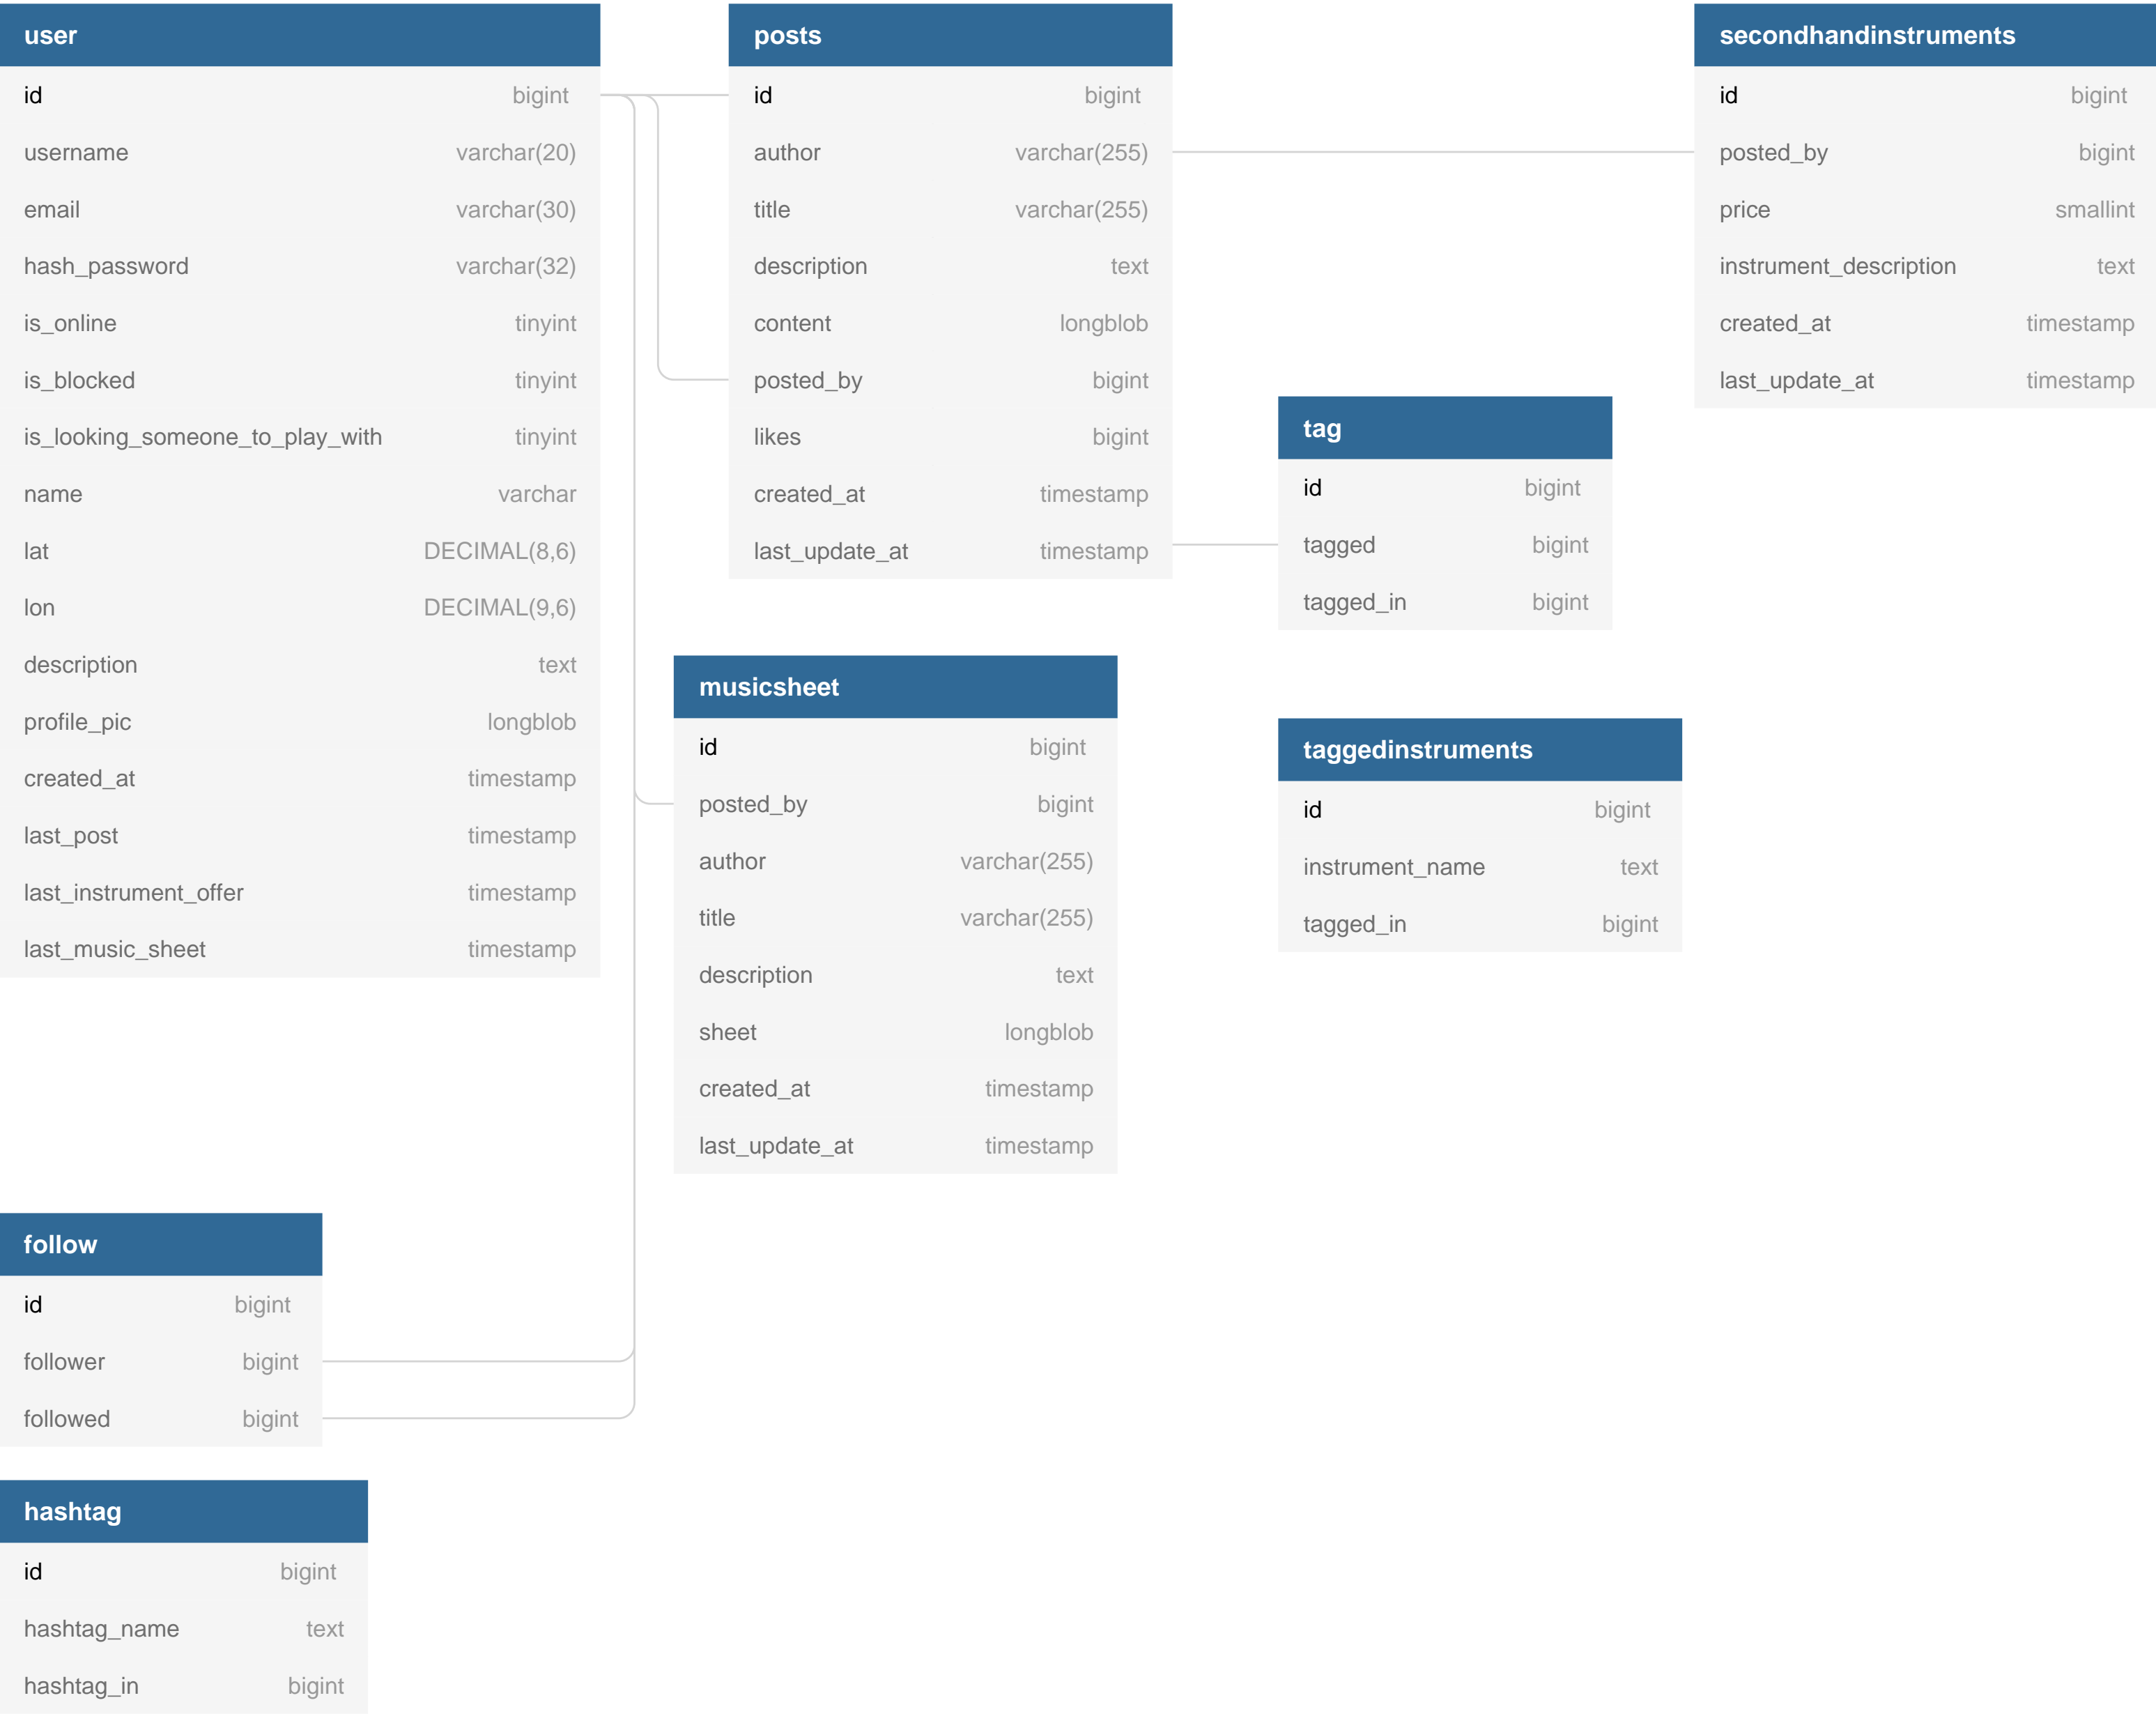 user
id bigint
username varchar(20)
email varchar(30)
hash_password varchar(32)
is_online tinyint
is_blocked tinyint
is_looking_someone_to_play_with tinyint
name varchar
lat DECIMAL(8,6)
lon DECIMAL(9,6)
description text
profile_pic longblob
created_at timestamp
last_post timestamp
last_instrument_offer timestamp
last_music_sheet timestamp
posts
id bigint
author varchar(255)
title varchar(255)
description text
content longblob
posted_by bigint
likes bigint
created_at timestamp
last_update_at timestamp
secondhandinstruments
id bigint
posted_by bigint
price smallint
instrument_description text
created_at timestamp
last_update_at timestamp
tag
id bigint
tagged bigint
tagged_in bigint
musicsheet
id bigint
posted_by bigint
author varchar(255)
title varchar(255)
description text
sheet longblob
created_at timestamp
last_update_at timestamp
taggedinstruments
id bigint
instrument_name text
tagged_in bigint
follow
id bigint
follower bigint
followed bigint
hashtag
id bigint
hashtag_name text
hashtag_in bigint